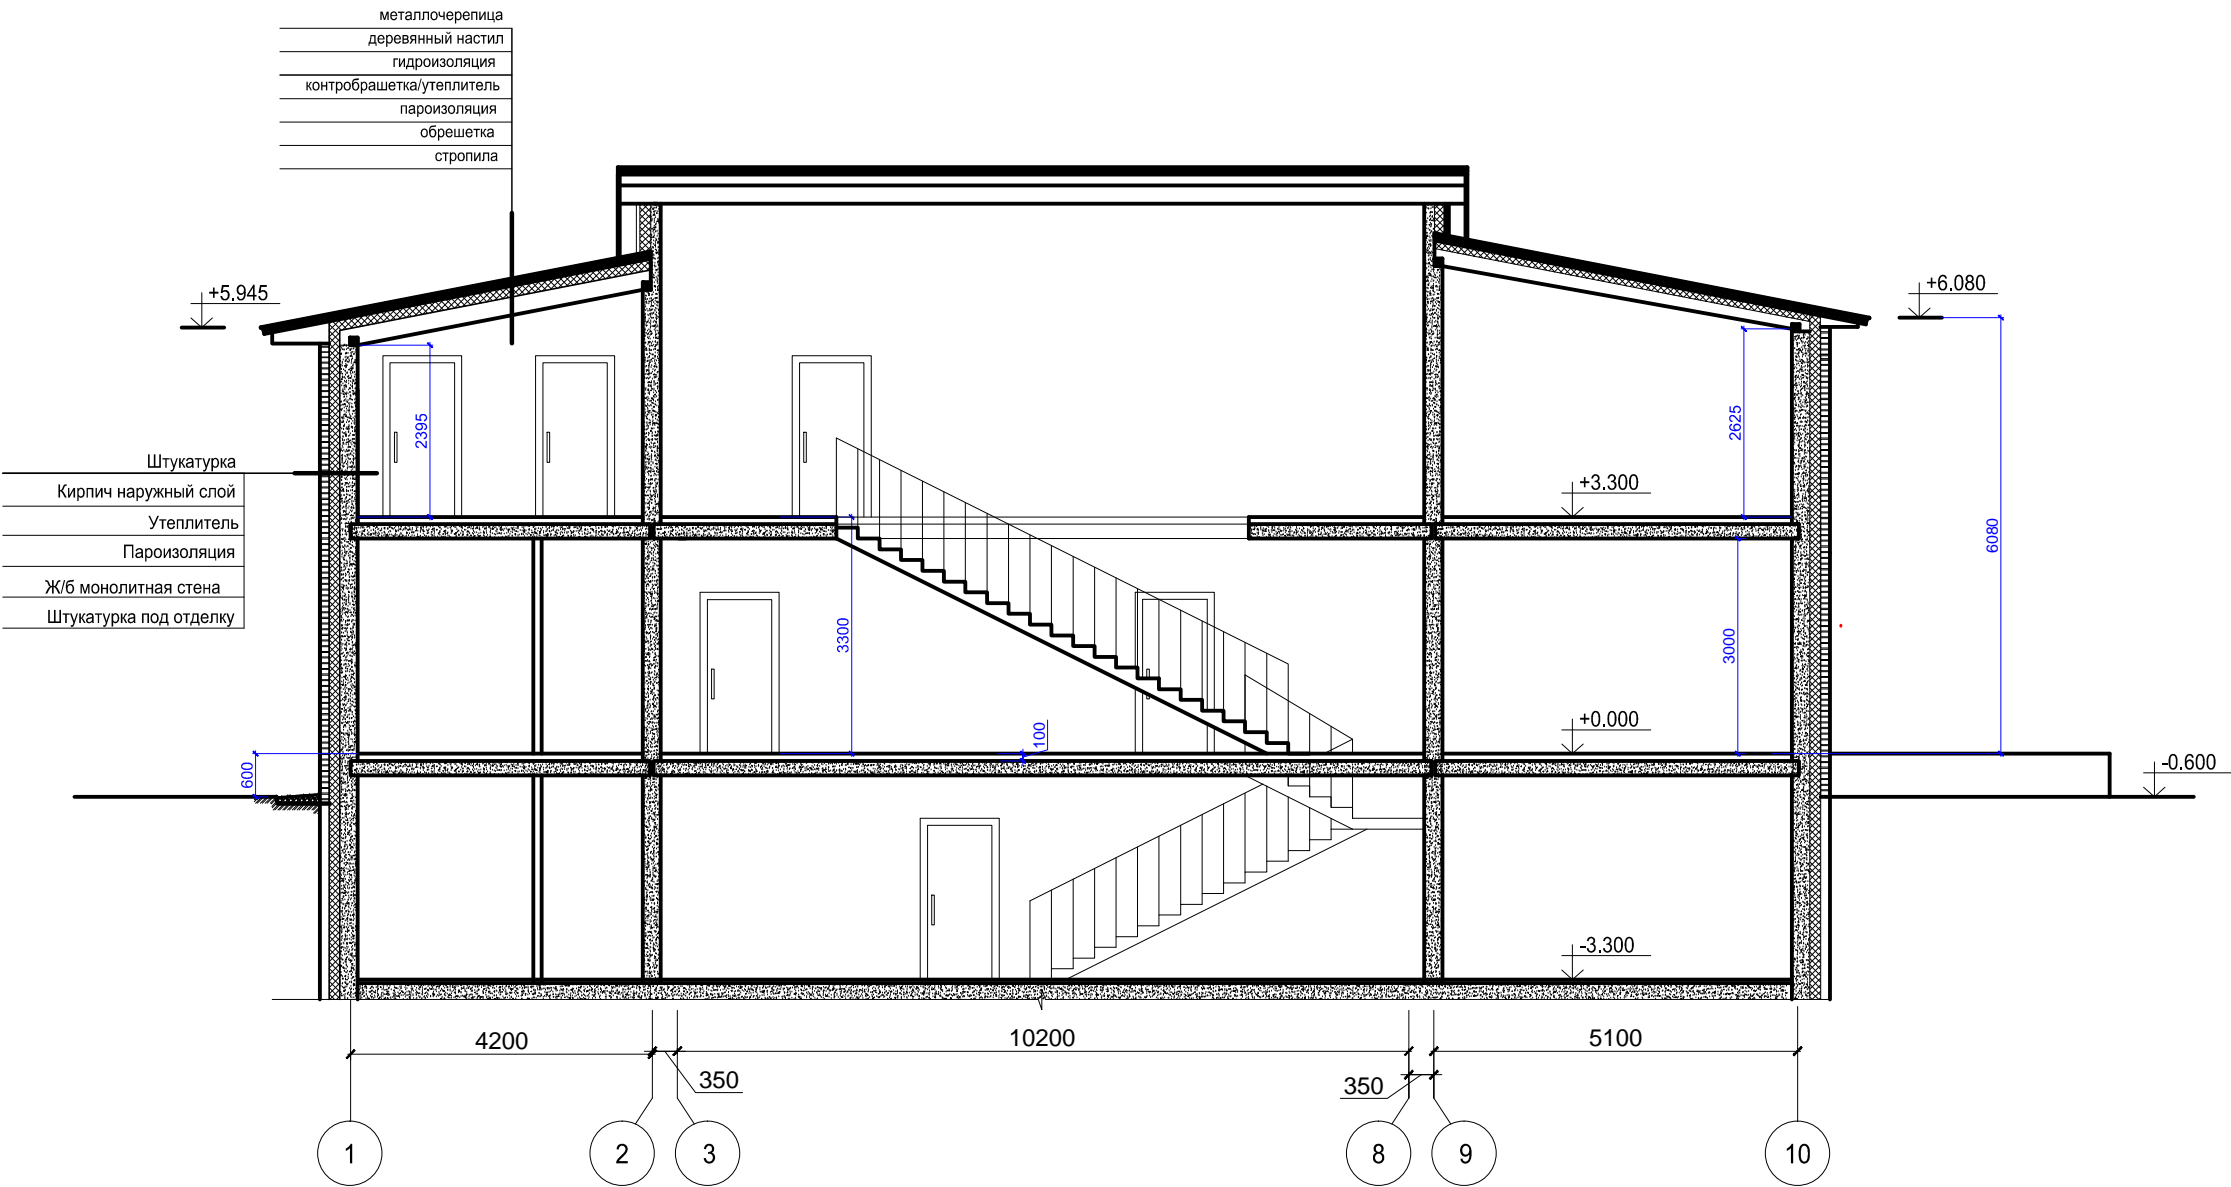 металлочерепица
деревянный настил
гидроизоляция
контробрашетка/утеплитель
пароизоляция
обрешетка
стропила
+5.945
+6.080
2395
2625
Штукатурка
Кирпич наружный слой
Утеплитель
Пароизоляция
Ж/б монолитная стена
Штукатурка под отделку
+3.300
6080
3300
3000
+0.000
100
600
-0.600
-3.300
4200
10200
5100
350
350
1
2
3
8
9
10